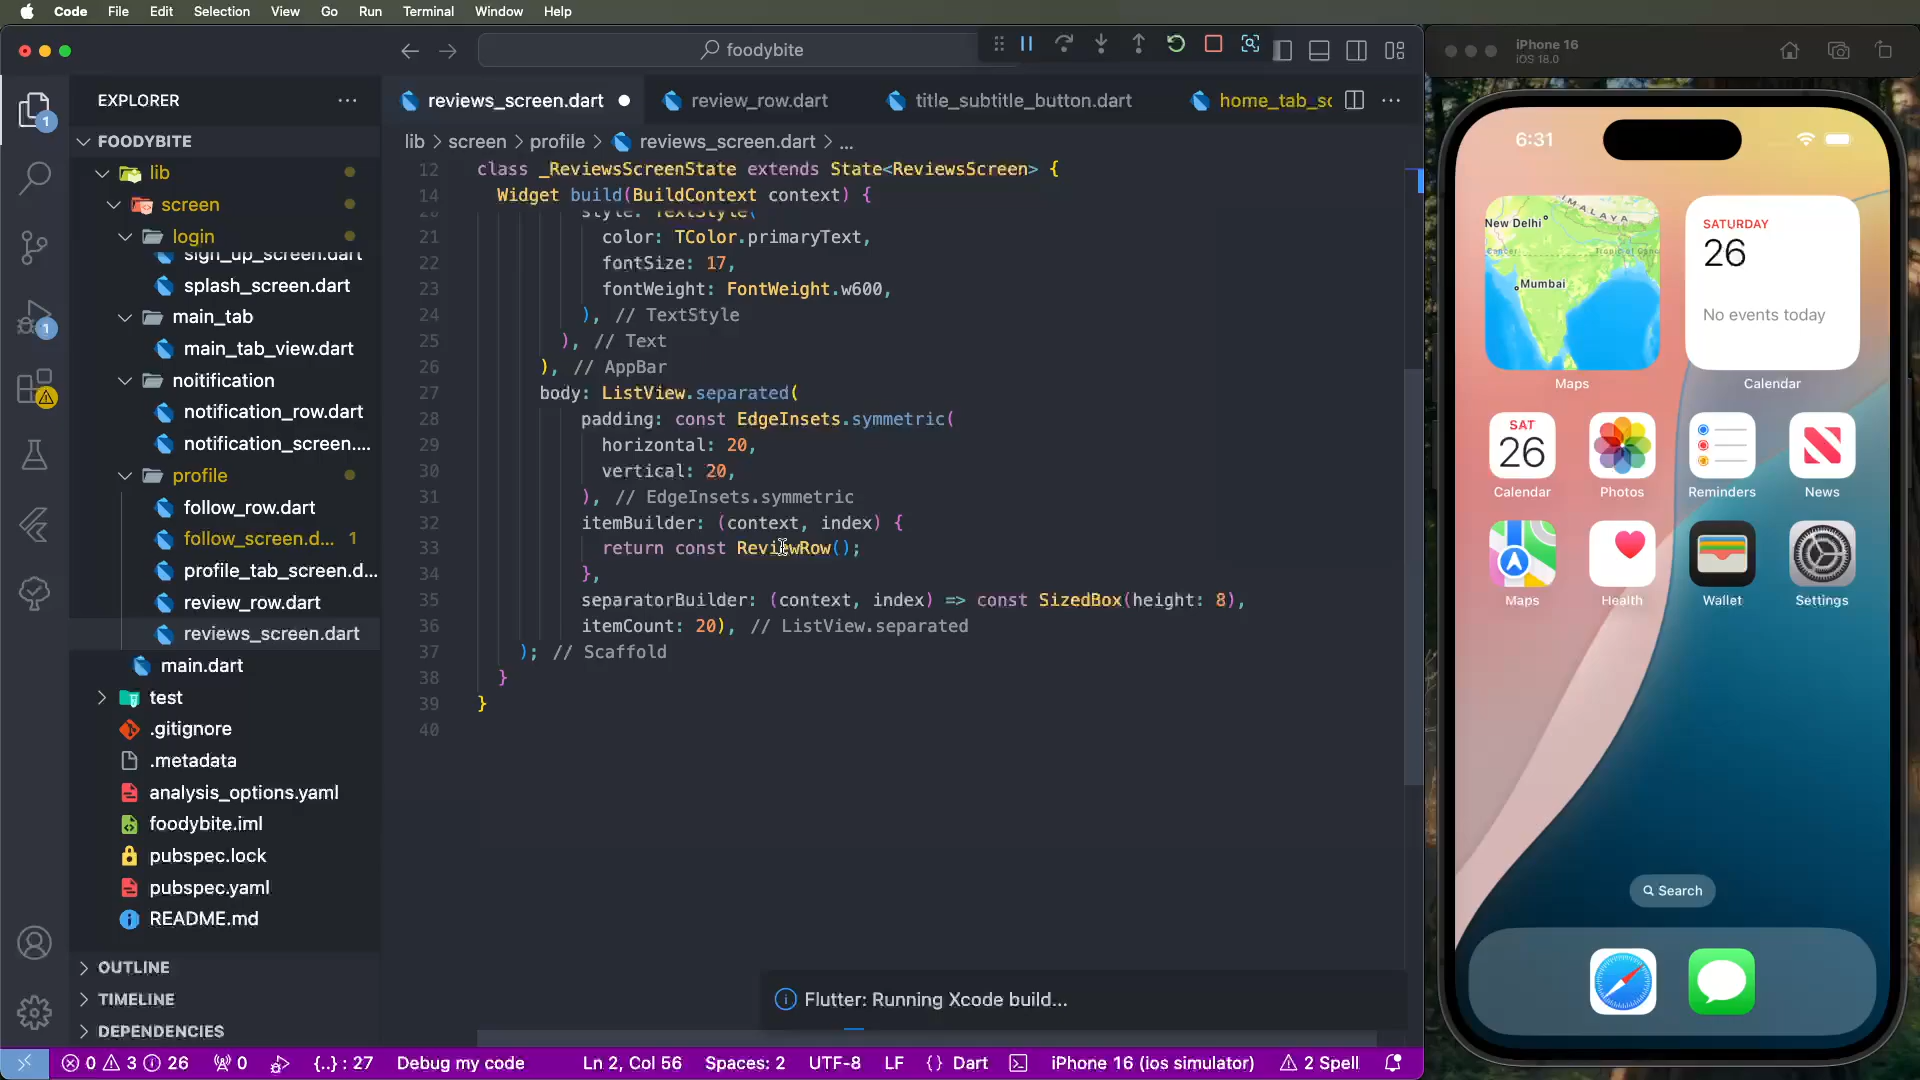 Code File Edit Selection View Go Run Terminal Window Help
foodybite
iPhone 16
iOS 18.0
EXPLORER
reviews_screen.dart
review_row.dart
title_subtitle_button.dart
home_tab_sc
lib > screen > profile > reviews_screen.dart > ...
FOODYBITE
lib
screen
login
sign_up_screen.dart
splash_screen.dart
main_tab
main_tab_view.dart
noitification
notification_row.dart
notification_screen....
profile
follow_row.dart
follow_screen.d... 1
profile_tab_screen.d...
review_row.dart
reviews_screen.dart
main.dart
test
.gitignore
.metadata
analysis_options.yaml
foodybite.iml
pubspec.lock
pubspec.yaml
README.md
OUTLINE
TIMELINE
DEPENDENCIES
12 class _ReviewsScreenState extends State<ReviewsScreen> {
14 Widget build(BuildContext context) {
20 style: TextStyle(
21 color: TColor.primaryText,
22 fontSize: 17,
23 fontWeight: FontWeight.w600,
24 ), // TextStyle
25 ), // Text
26 ), // AppBar
27 body: ListView.separated(
28 padding: const EdgeInsets.symmetric(
29 horizontal: 20,
30 vertical: 20,
31 ), // EdgeInsets.symmetric
32 itemBuilder: (context, index) {
33 return const ReviewRow();
34 },
35 separatorBuilder: (context, index) => const SizedBox(height: 8),
36 itemCount: 20), // ListView.separated
37 ); // Scaffold
38 }
39 }
40
Flutter: Running Xcode build...
0 3 26 0 {..} : 27 Debug my code Ln 2, Col 56 Spaces: 2 UTF-8 LF {} Dart iPhone 16 (ios simulator) 2 Spell
1
1
6:31
New Delhi
HIMALAYA
Mumbai
Maps
SATURDAY
26
No events today
Calendar
SAT
26
Calendar
Photos
Reminders
News
Maps
Health
Wallet
Settings
Search